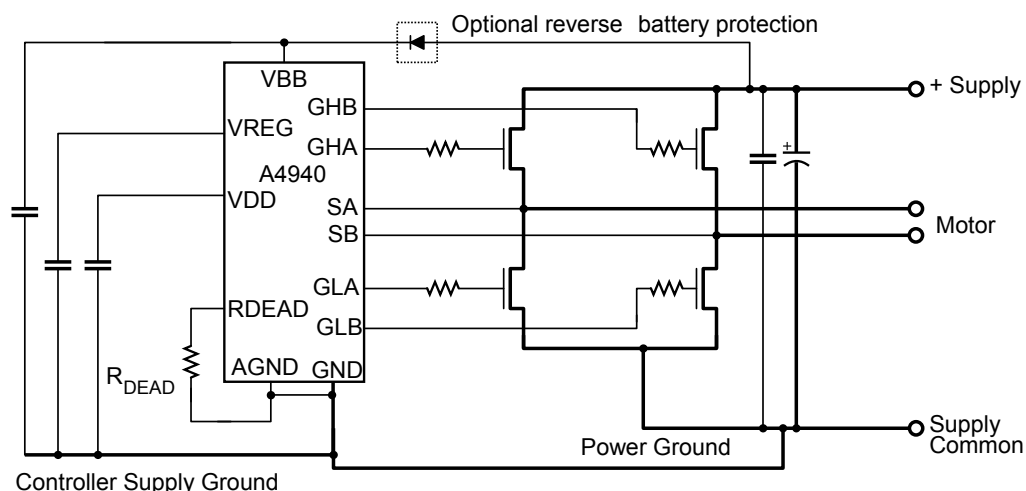 Optional reverse battery protection
VBB
GHB
+ Supply
VREG
GHA
A4940
VDD
SA
SB
Motor
GLA
RDEAD
GLB
AGND
GND
RDEAD
Power Ground
Supply
Common
Controller Supply Ground
+